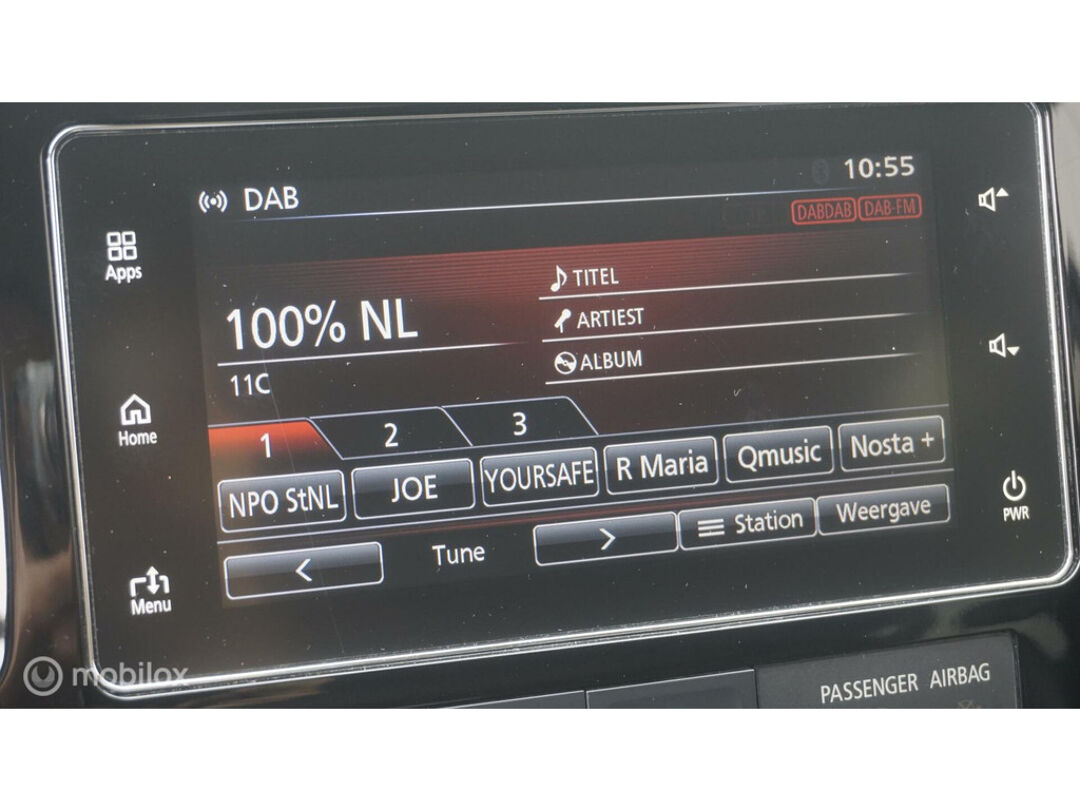 DAB
10:55
DABDAB DAB-FM
Apps
100% NL
TITEL
ARTIEST
ALBUM
11C
Home
1 2 3
NPO StNL JOE YOURSAFE R Maria Qmusic Nosta +
< Tune > Station Weergave
PWR
Menu
mobilox
PASSENGER AIRBAG